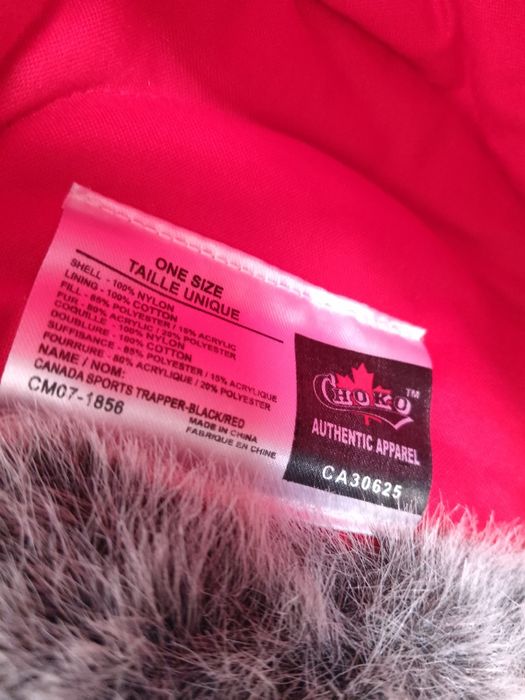 ONE SIZE
TAILLE UNIQUE
SHELL - 100% NYLON
LINING - 100% COTTON
FILL - 85% POLYESTER / 15% ACRYLIC
FUR - 80% ACRYLIC / 20% POLYESTER
COQUILLE - 100% NYLON
DOUBLURE - 100% COTTON
SUFFISANCE - 85% POLYESTER / 15% ACRYLIQUE
FOURRURE - 80% ACRYLIQUE / 20% POLYESTER
NAME / NOM:
CANADA SPORTS TRAPPER-BLACK/RED
CM07-1856
MADE IN CHINA
FABRIQUE EN CHINE
CHOKO™
AUTHENTIC APPAREL
CA30625